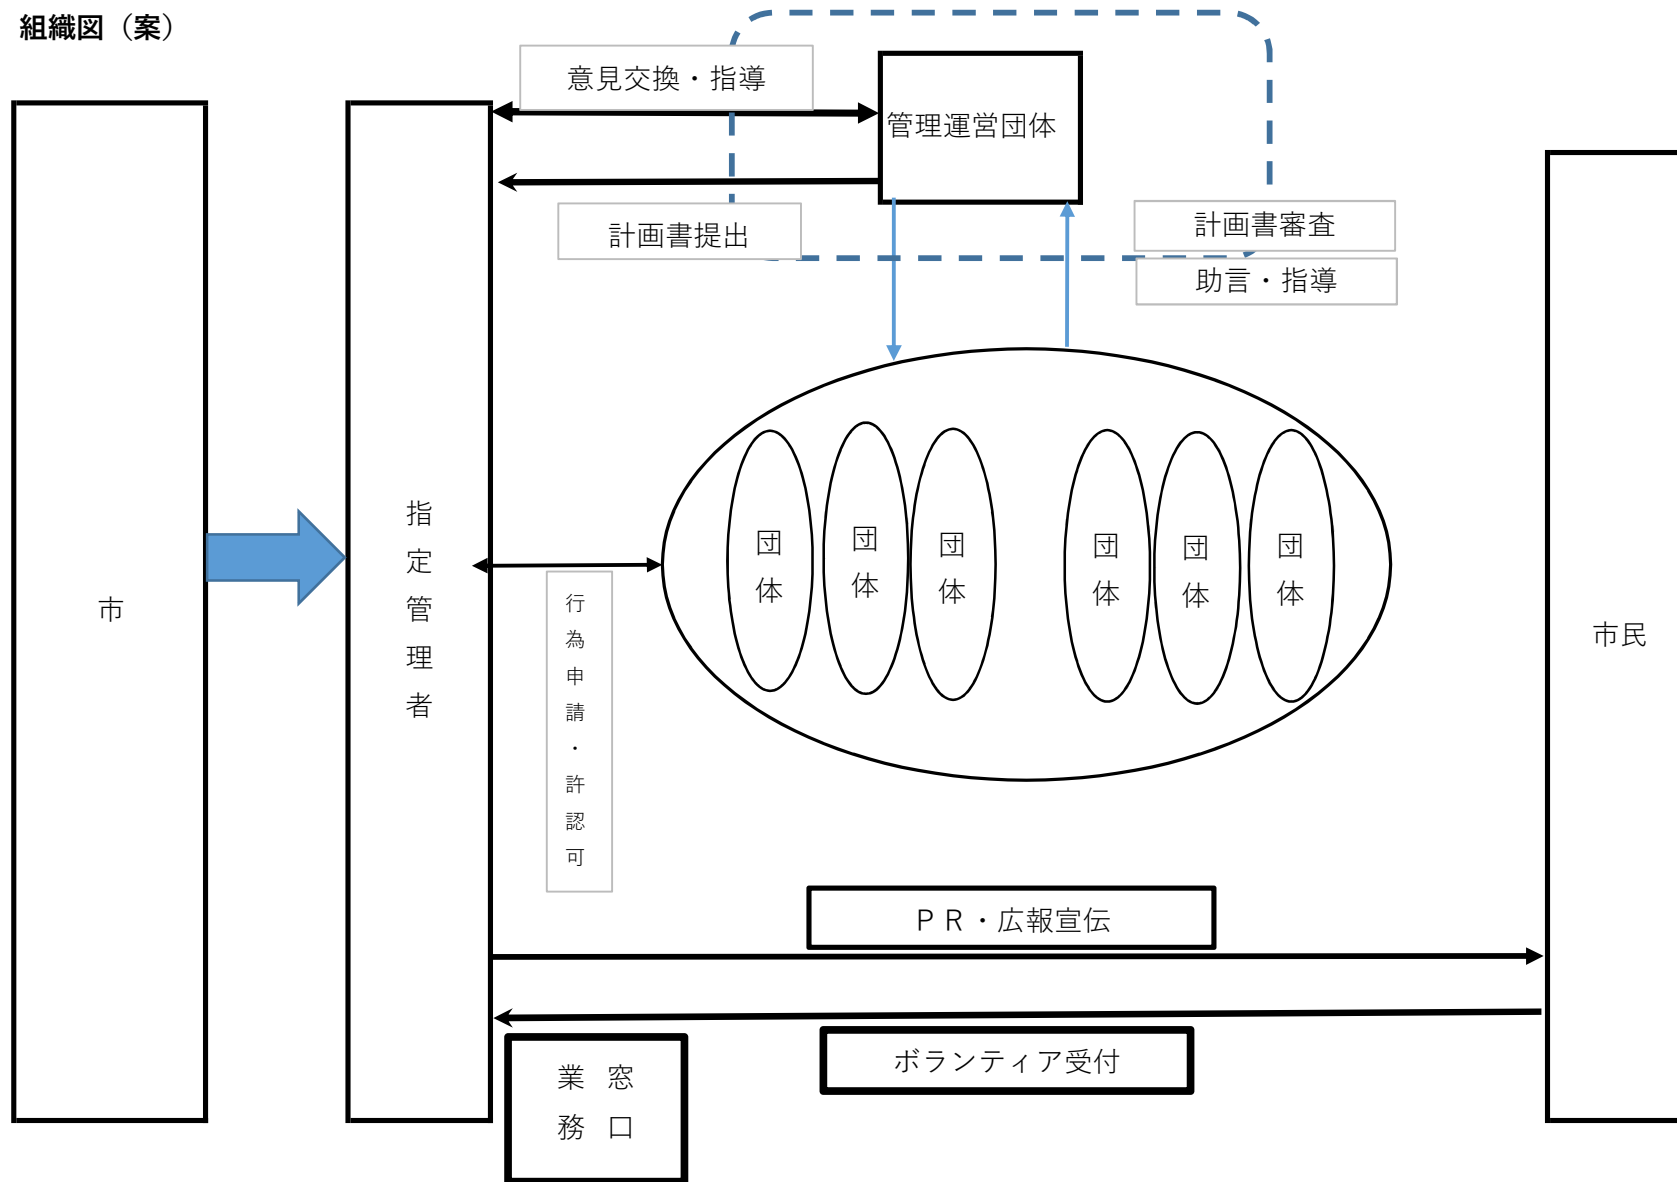 組織図（案）
意見交換・指導
管理運営団体
計画書提出
計画書審査
助言・指導
市
指定管理者
行為申請・許認可
団体
団体
団体
団体
団体
団体
市民
ＰＲ・広報宣伝
ボランティア受付
業　窓
務　口